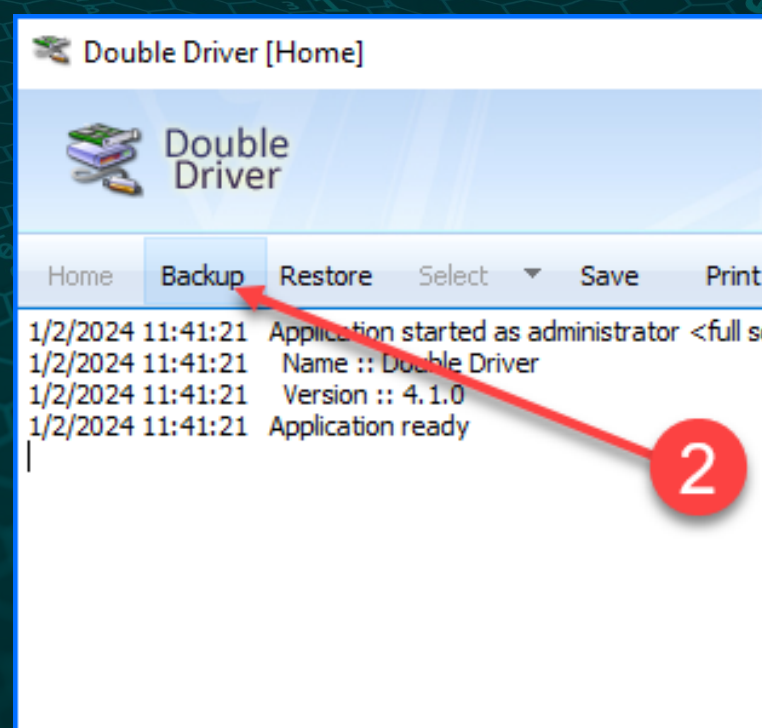 Double Driver [Home]
Double
Driver
Home Backup Restore Select Save Print
1/2/2024 11:41:21 Application started as administrator <full
1/2/2024 11:41:21 Name :: Double Driver
1/2/2024 11:41:21 Version :: 4.1.0
1/2/2024 11:41:21 Application ready
2